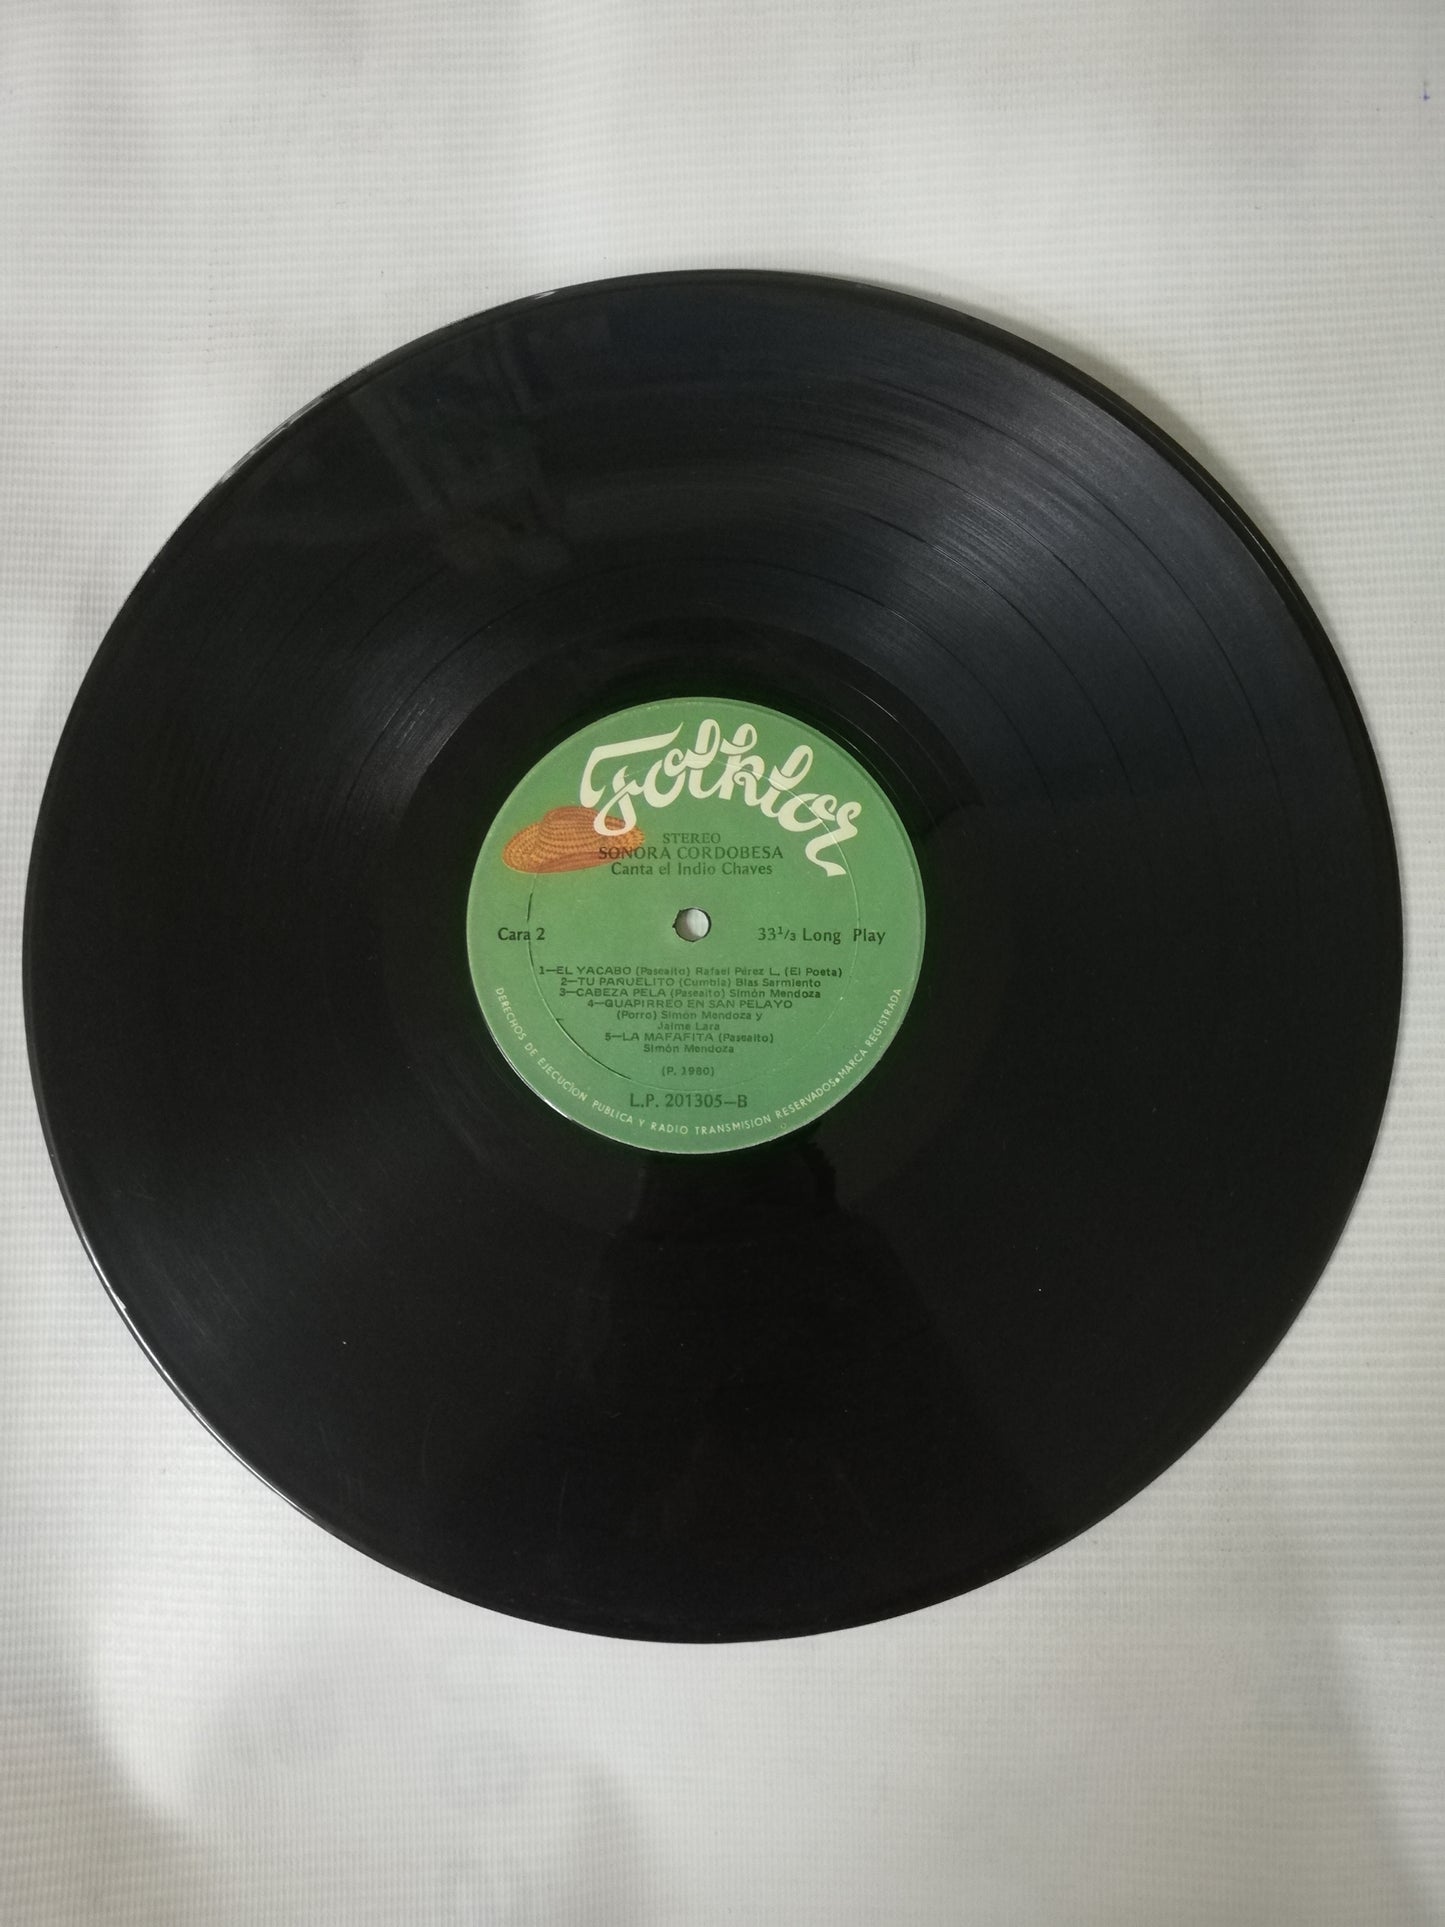 Folklor
STEREO
SONORA CORDOBESA
Canta el Indio Chaves
Cara 2
33 1/3 Long Play
1—EL YACABO (Paseaito) Rafael Pérez L. (El Poeta)
2—TU PAÑUELITO (Cumbia) Blas Sarmiento
3—CABEZA PELA (Paseaito) Simón Mendoza
4—GUAPIRREO EN SAN PELAYO
(Porro) Simón Mendoza y
Jaime Lara
5—LA MAFAFITA (Paseaito)
Simón Mendoza
(P. 1980)
L.P. 201305—B
DERECHOS DE EJECUCION PUBLICA Y RADIO TRANSMISION RESERVADOS • MARCA REGISTRADA